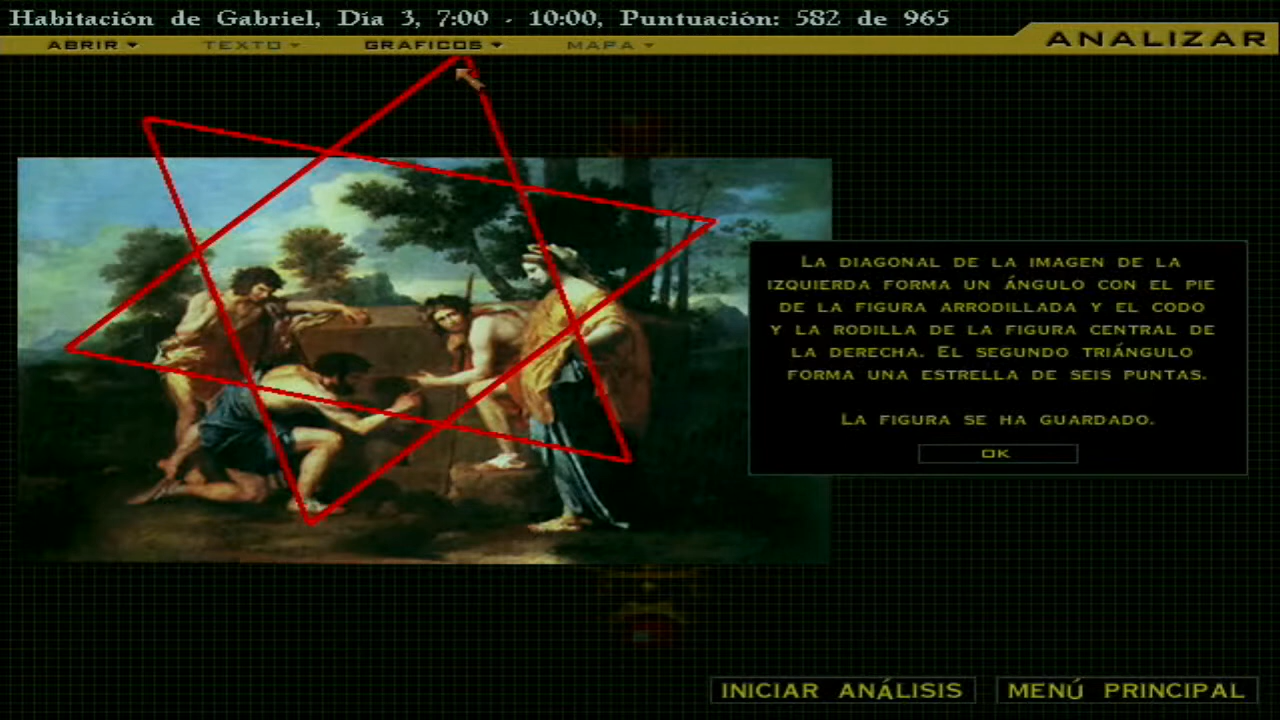 Habitación de Gabriel, Día 3, 7:00 - 10:00, Puntuación: 582 de 965
ABRIR TEXTO GRAFICOS MAPA ANALIZAR
LA DIAGONAL DE LA IMAGEN DE LA
IZQUIERDA FORMA UN ÁNGULO CON EL PIE
DE LA FIGURA ARRODILLADA Y EL CODO
Y LA RODILLA DE LA FIGURA CENTRAL DE
LA DERECHA. EL SEGUNDO TRIÁNGULO
FORMA UNA ESTRELLA DE SEIS PUNTAS.
LA FIGURA SE HA GUARDADO.
OK
INICIAR ANÁLISIS MENÚ PRINCIPAL